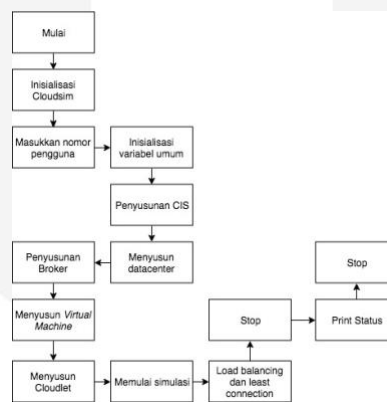 Mulai
Inisialisasi
Cloudsim
Masukkan nomor
pengguna
Inisialisasi
variabel umum
Penyusunan CIS
Menyusun
datacenter
Penyusunan
Broker
Menyusun Virtual
Machine
Menyusun
Cloudlet
Memulai simulasi
Load balancing
dan least
connection
Stop
Print Status
Stop